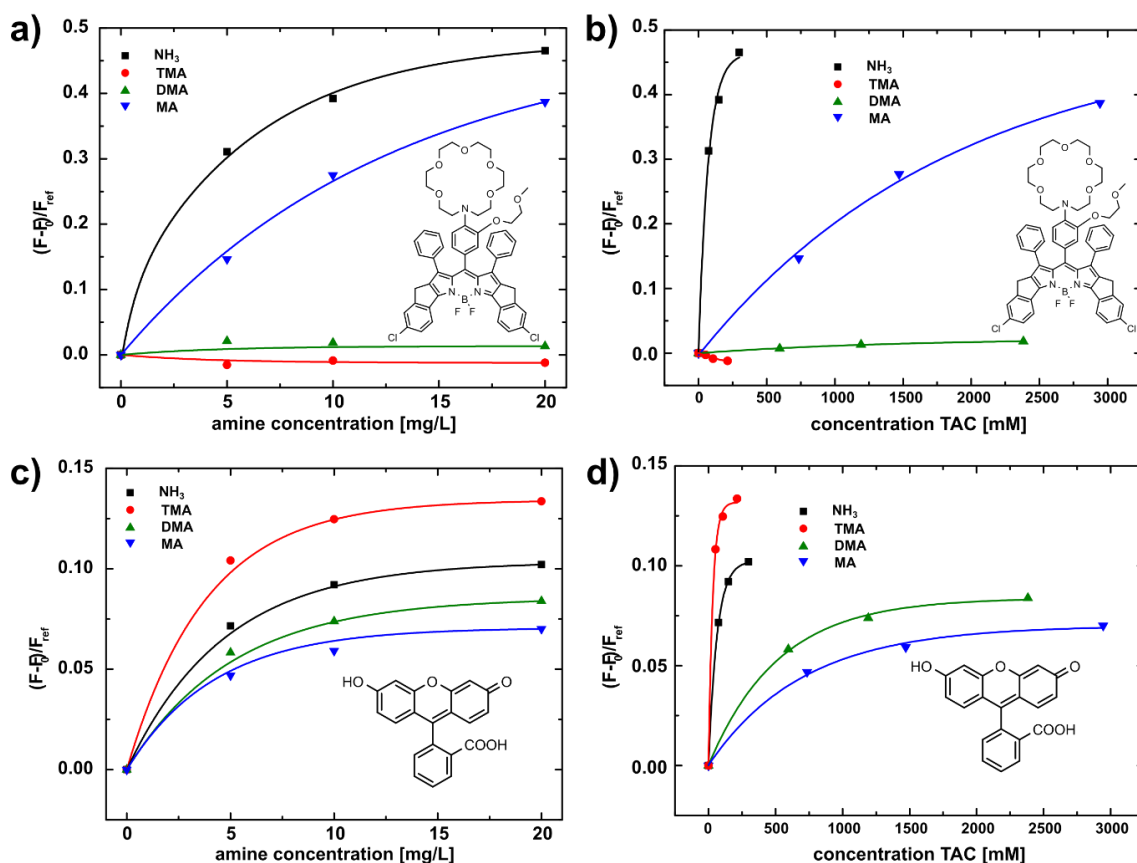 a)
0.5
0.4
0.3
0.2
0.1
0.0
(F-F0)/Fref
NH3
TMA
DMA
MA
O
O
O
O
O
N
O
O
N
B
N
F
F
Cl
Cl
0
5
10
15
20
amine concentration [mg/L]
b)
0.5
0.4
0.3
0.2
0.1
0.0
(F-F0)/Fref
NH3
TMA
DMA
MA
O
O
O
O
O
N
O
O
N
B
N
F
F
Cl
Cl
0
500
1000
1500
2000
2500
3000
concentration TAC [mM]
c)
0.15
0.10
0.05
0.00
(F-F0)/Fref
NH3
TMA
DMA
MA
HO
O
O
COOH
0
5
10
15
20
amine concentration [mg/L]
d)
0.15
0.10
0.05
0.00
(F-F0)/Fref
NH3
TMA
DMA
MA
HO
O
O
COOH
0
500
1000
1500
2000
2500
3000
concentration TAC [mM]